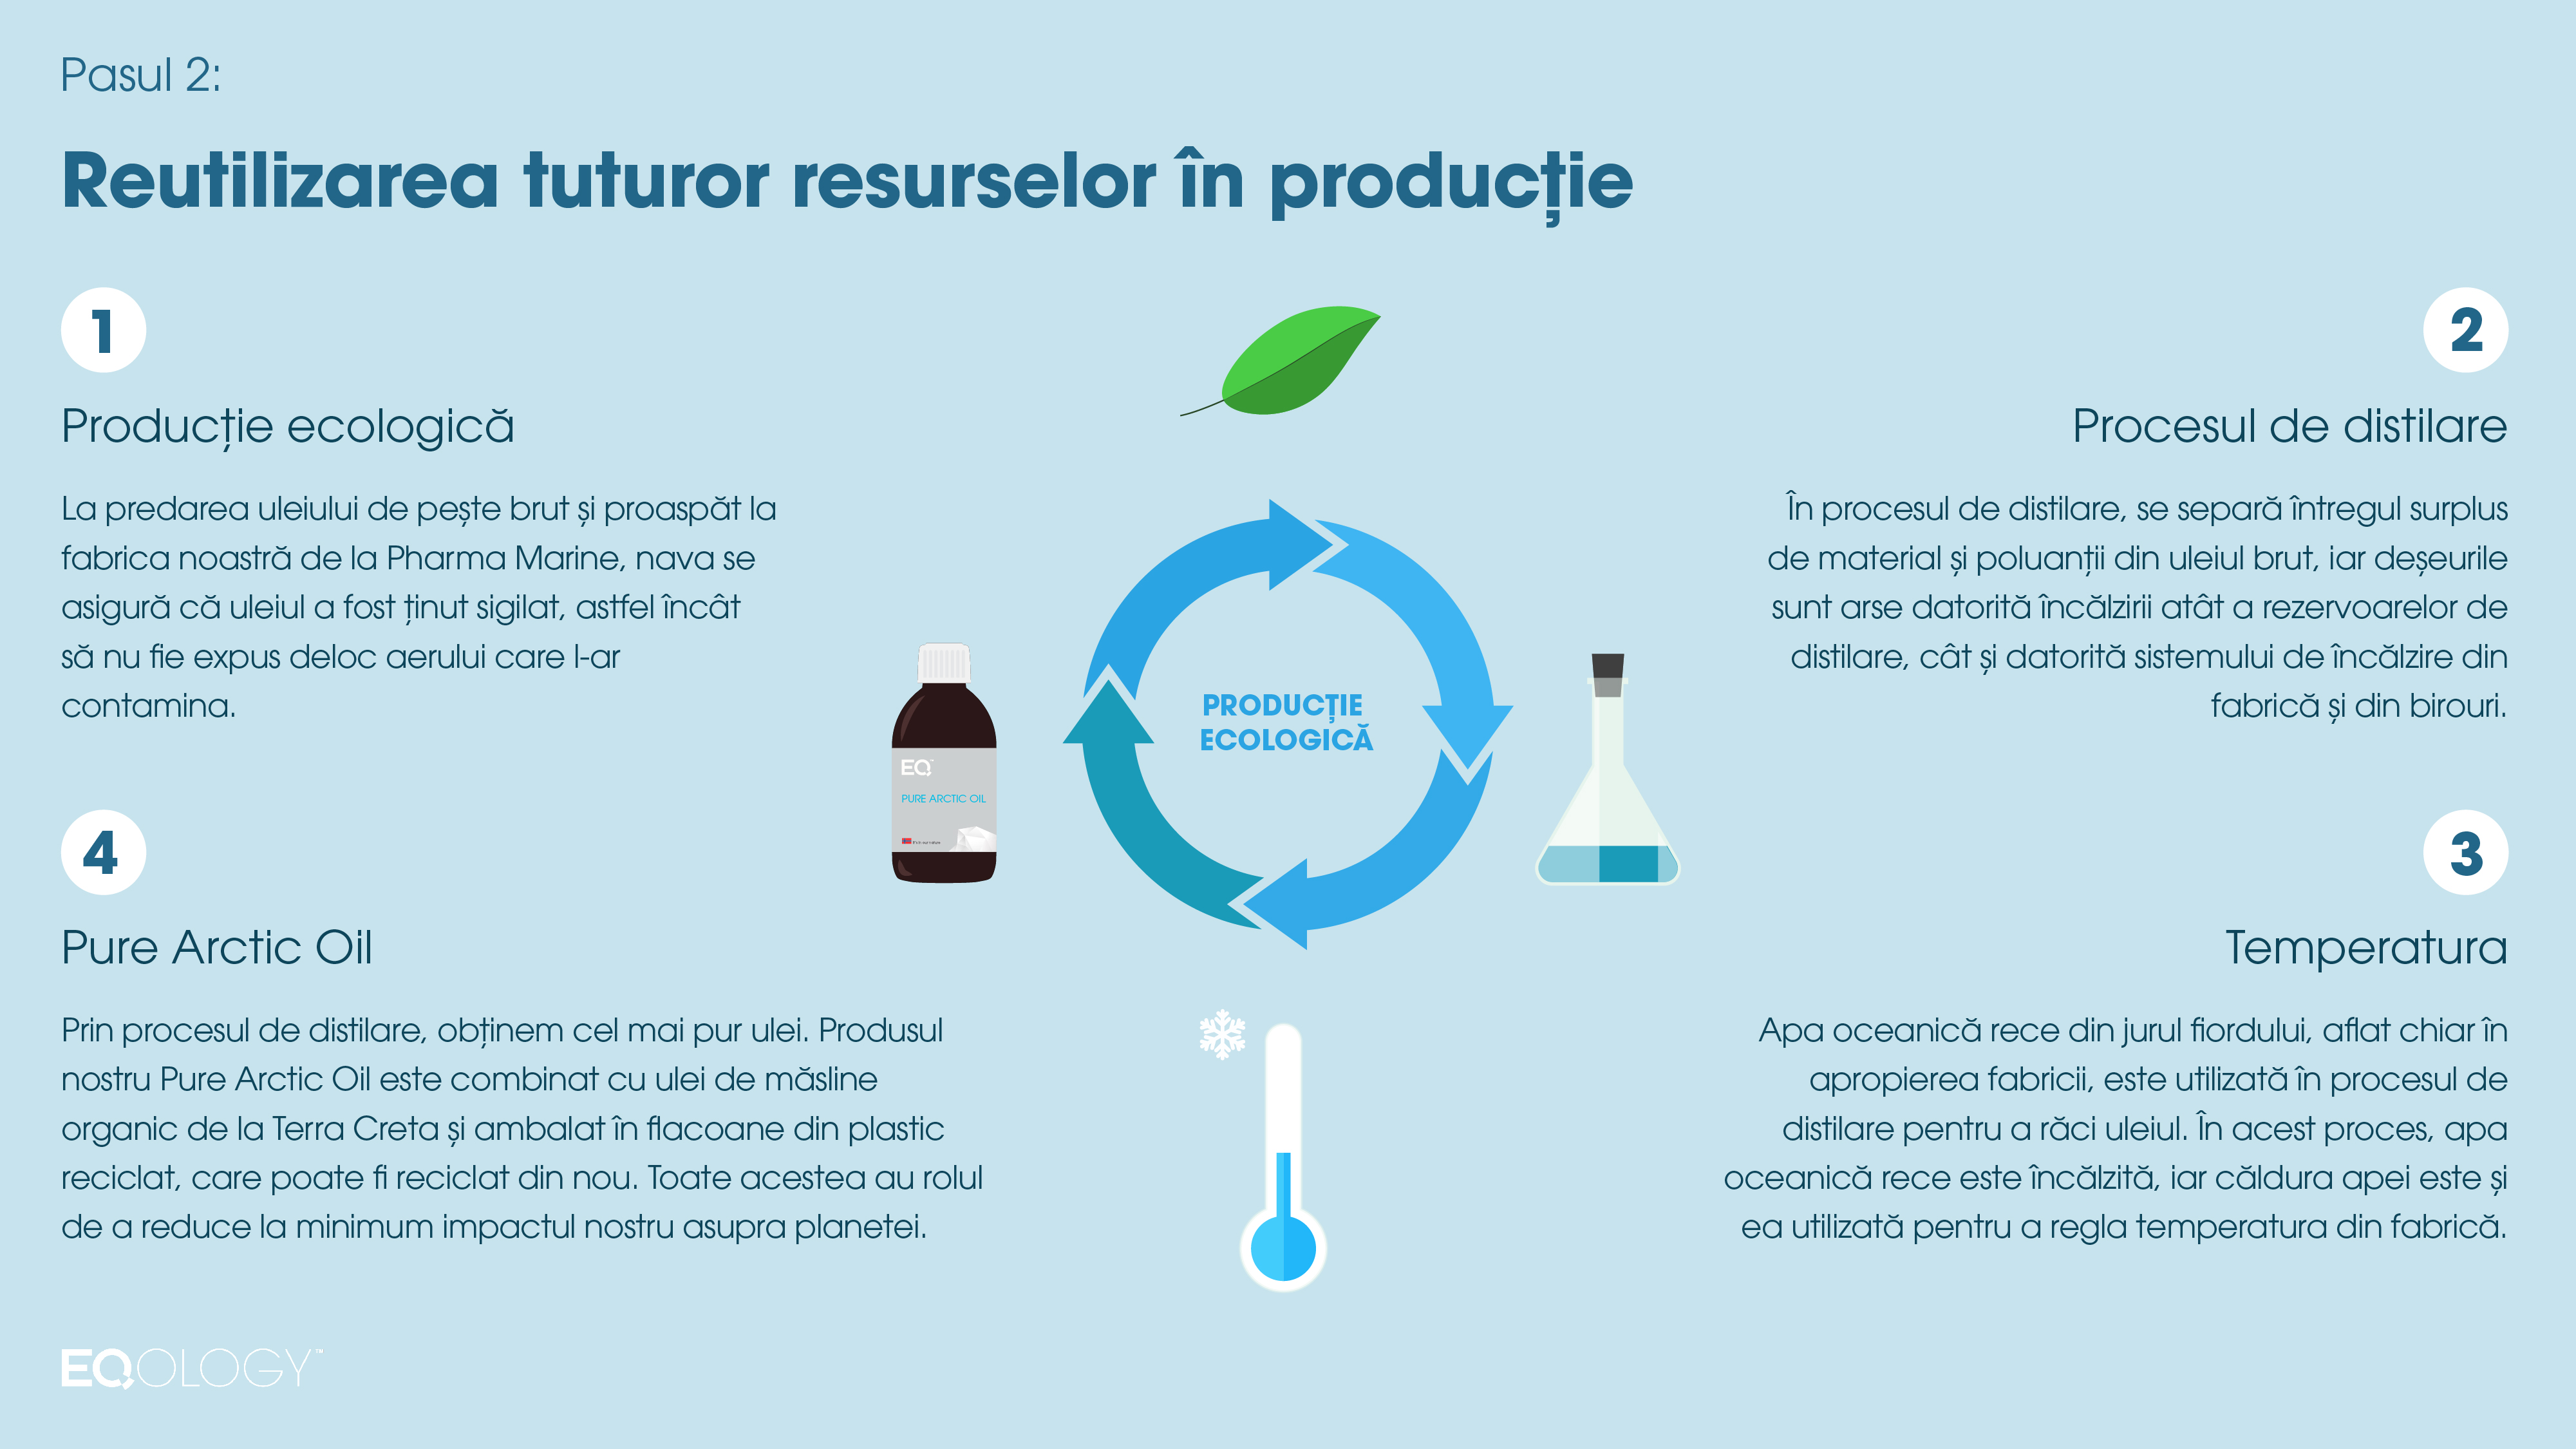 Pasul 2:
Reutilizarea tuturor resurselor în producție
1
Producție ecologică
La predarea uleiului de pește brut și proaspăt la
fabrica noastră de la Pharma Marine, nava se
asigură că uleiul a fost ținut sigilat, astfel încât
să nu fie expus deloc aerului care l-ar
contamina.
2
Procesul de distilare
În procesul de distilare, se separă întregul surplus
de material și poluanții din uleiul brut, iar deșeurile
sunt arse datorită încălzirii atât a rezervoarelor de
distilare, cât și datorită sistemului de încălzire din
fabrică și din birouri.
PRODUCȚIE
ECOLOGICĂ
EQ™
PURE ARCTIC OIL
3
Temperatura
Apa oceanică rece din jurul fiordului, aflat chiar în
apropierea fabricii, este utilizată în procesul de
distilare pentru a răci uleiul. În acest proces, apa
oceanică rece este încălzită, iar căldura apei este și
ea utilizată pentru a regla temperatura din fabrică.
4
Pure Arctic Oil
Prin procesul de distilare, obținem cel mai pur ulei. Produsul
nostru Pure Arctic Oil este combinat cu ulei de măsline
organic de la Terra Creta și ambalat în flacoane din plastic
reciclat, care poate fi reciclat din nou. Toate acestea au rolul
de a reduce la minimum impactul nostru asupra planetei.
EQOLOGY™